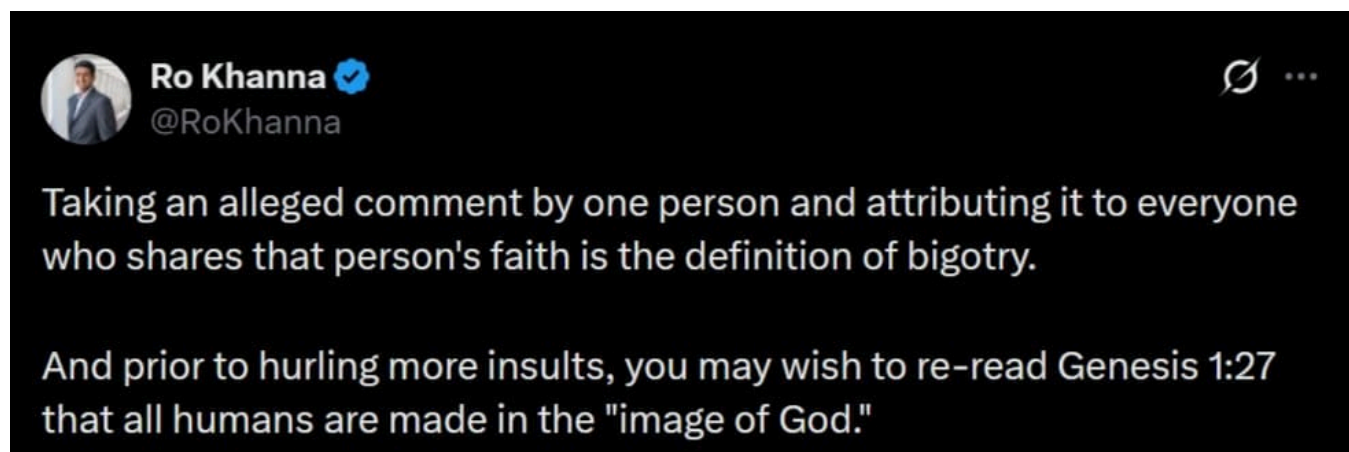 Ro Khanna
@RoKhanna
Taking an alleged comment by one person and attributing it to everyone
who shares that person's faith is the definition of bigotry.
And prior to hurling more insults, you may wish to re-read Genesis 1:27
that all humans are made in the "image of God."